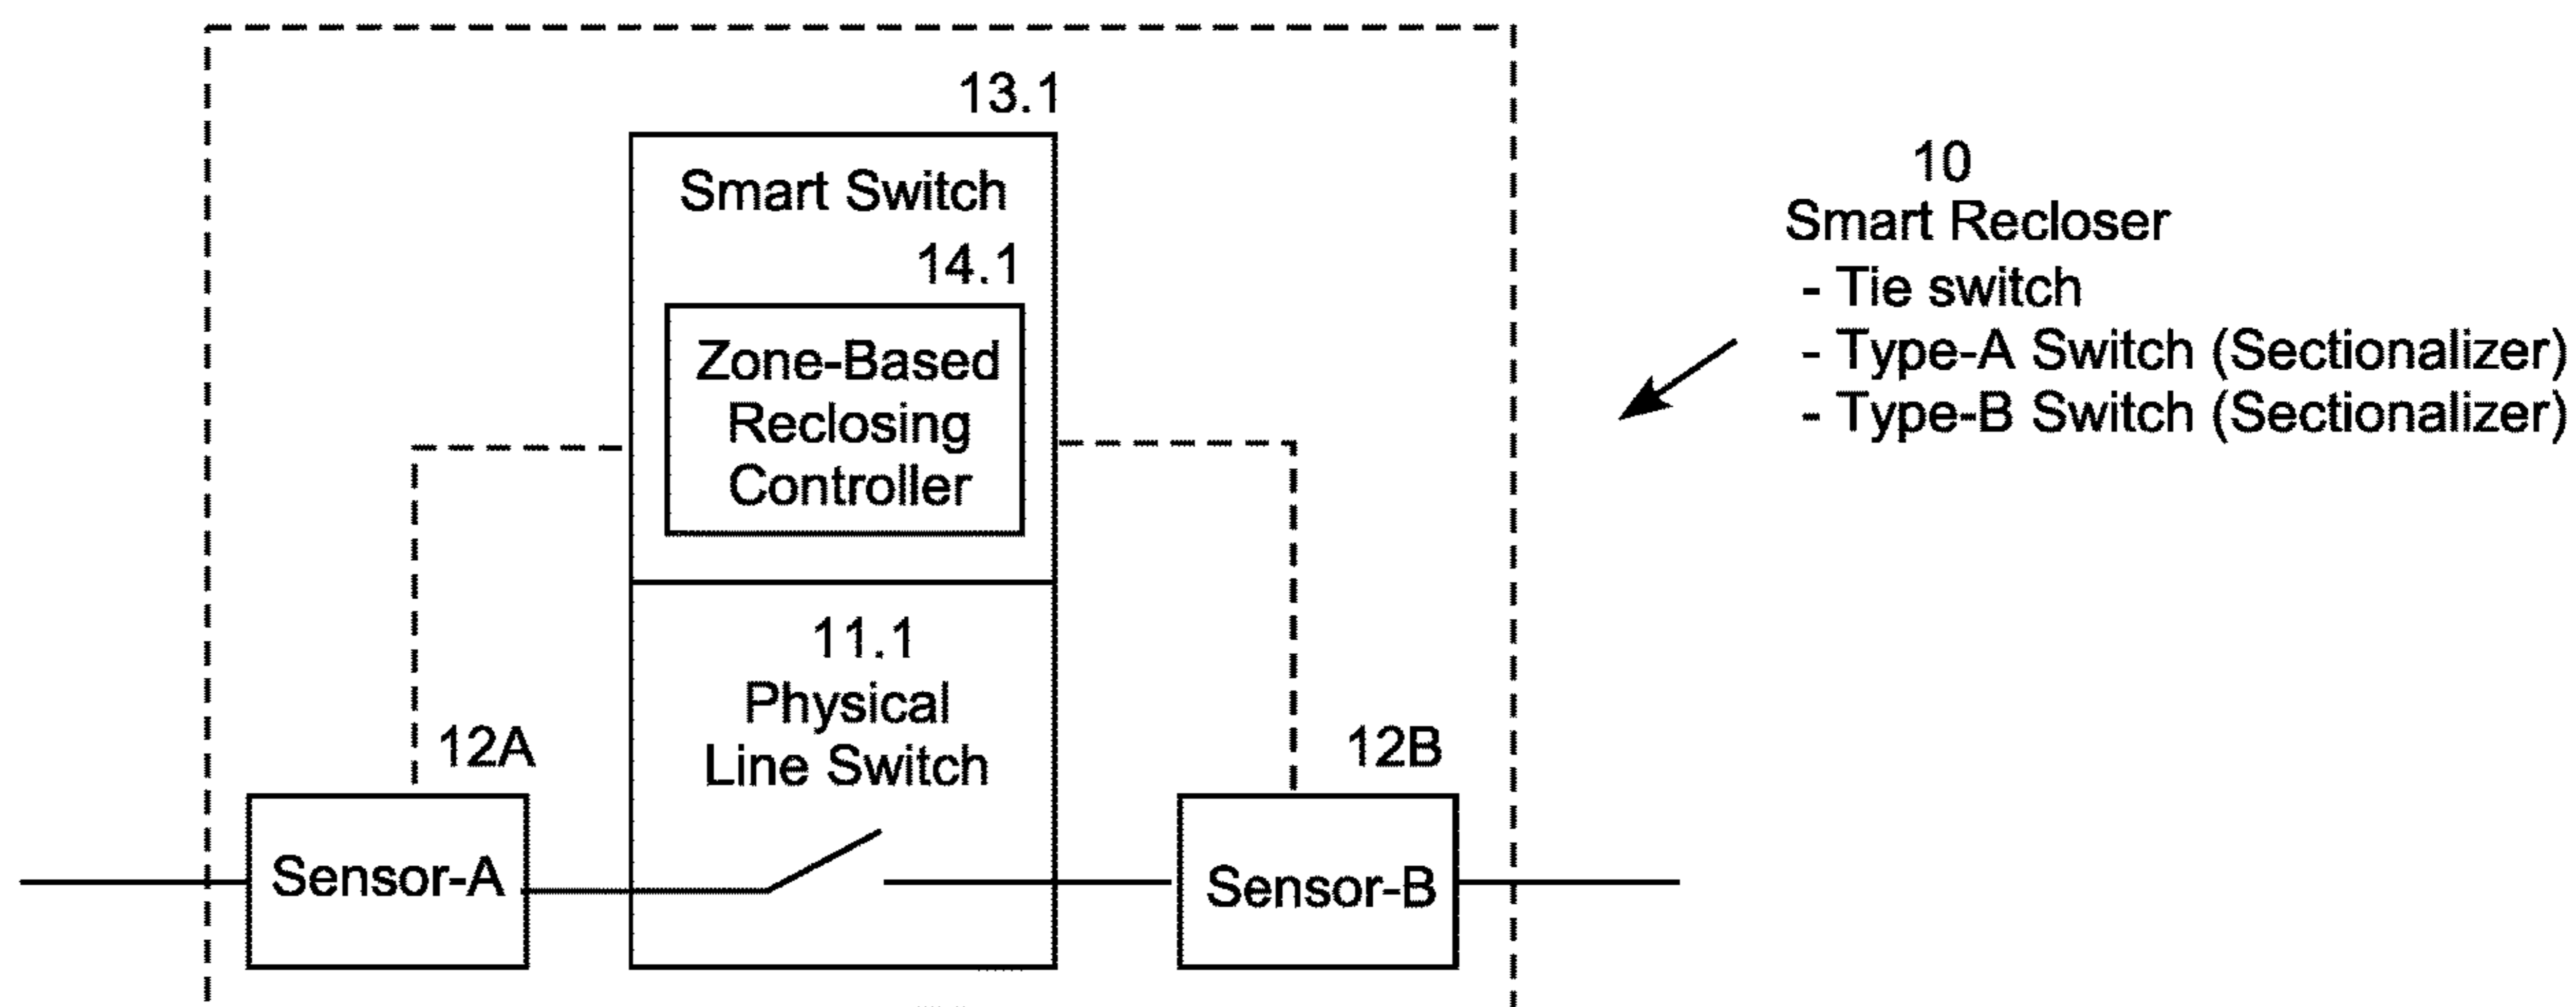 13.1
Smart Switch
14.1
Zone-Based
Reclosing
Controller
11.1
Physical
Line Switch
12A
Sensor-A
12B
Sensor-B
10
Smart Recloser
- Tie switch
- Type-A Switch (Sectionalizer)
- Type-B Switch (Sectionalizer)